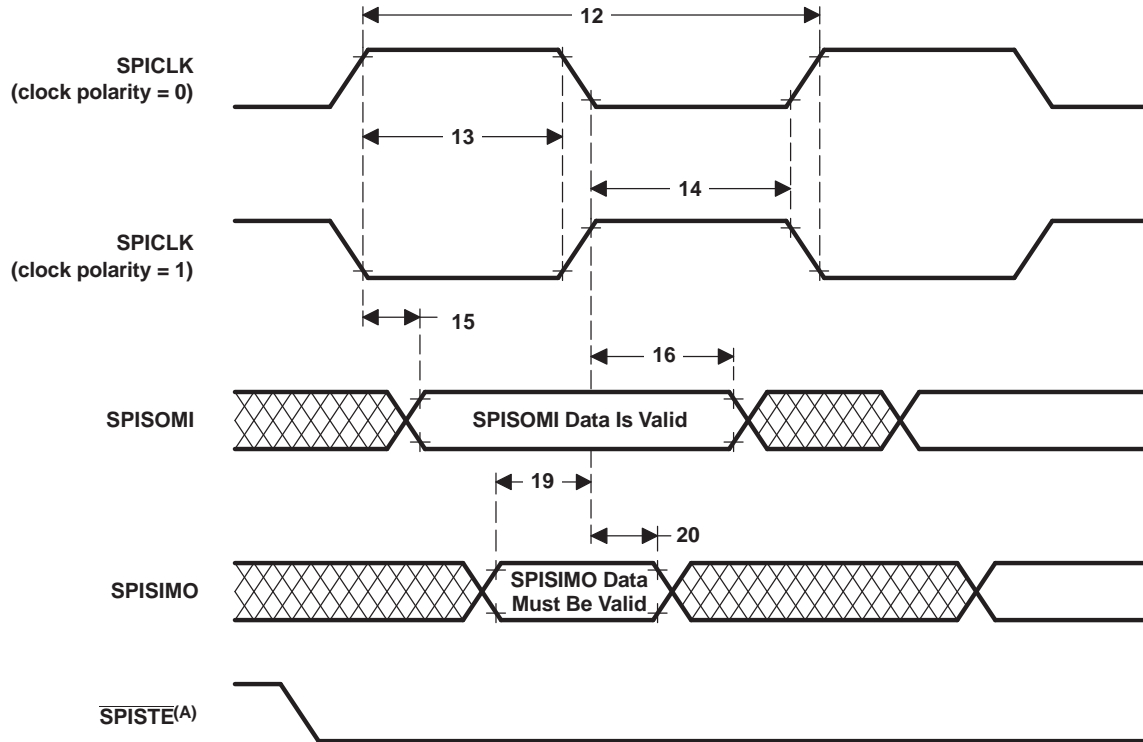 12
SPICLK
(clock polarity = 0)
13
14
SPICLK
(clock polarity = 1)
15
16
SPISOMI
SPISOMI Data Is Valid
19
20
SPISIMO
SPISIMO Data
Must Be Valid
SPISTE(A)